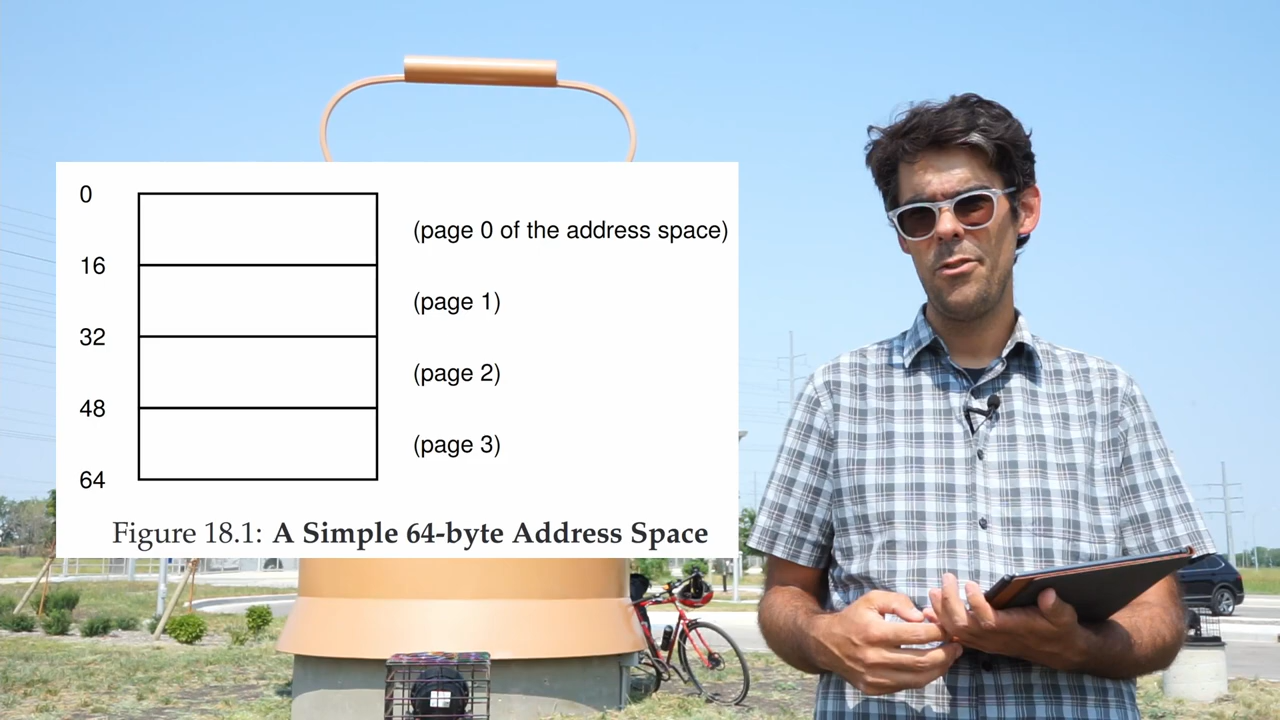 0
(page 0 of the address space)
16
(page 1)
32
(page 2)
48
(page 3)
64
Figure 18.1: A Simple 64-byte Address Space